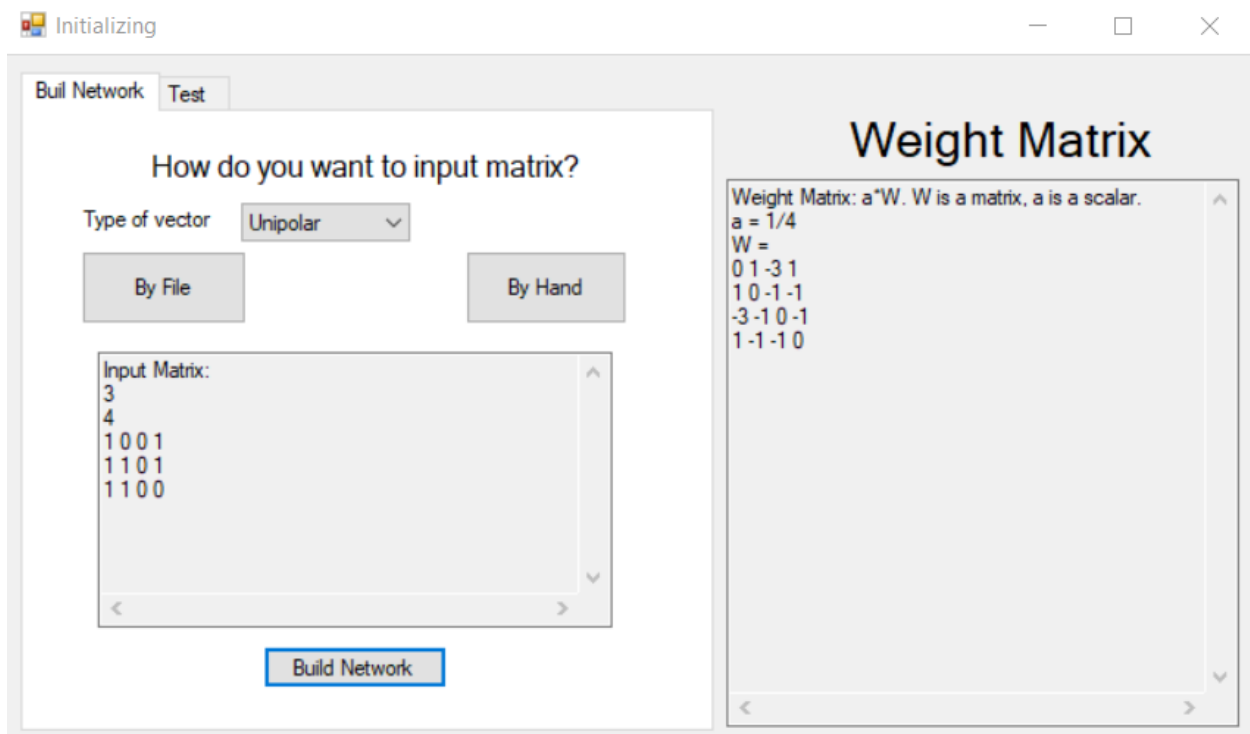 Initializing
Buil Network
Test
How do you want to input matrix?
Type of vector
Unipolar
By File
By Hand
Input Matrix:
3
4
1 0 0 1
1 1 0 1
1 1 0 0
Build Network
Weight Matrix
Weight Matrix: a*W. W is a matrix, a is a scalar.
a = 1/4
W =
0 1 -3 1
1 0 -1 -1
-3 -1 0 -1
1 -1 -1 0